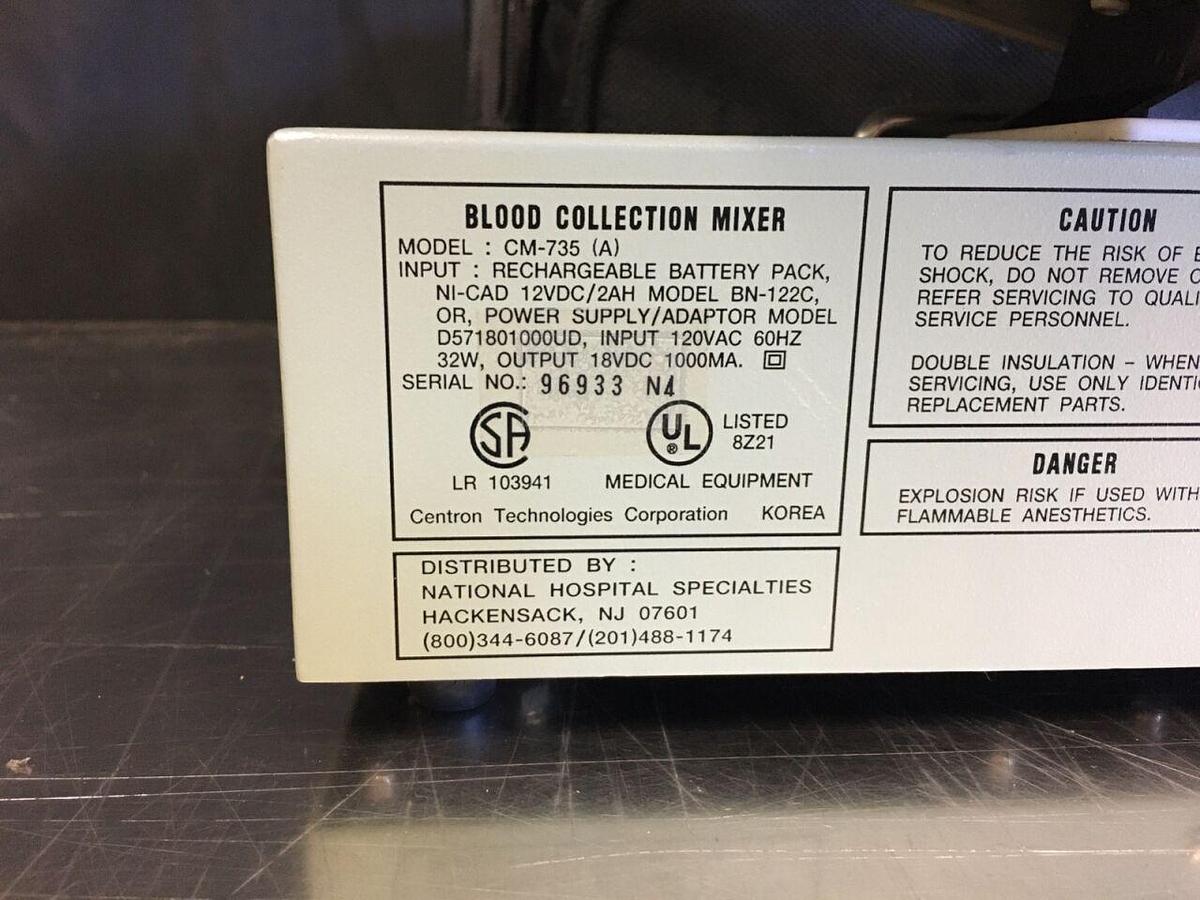 BLOOD COLLECTION MIXER
MODEL : CM-735 (A)
INPUT : RECHARGEABLE BATTERY PACK,
NI-CAD 12VDC/2AH MODEL BN-122C,
OR, POWER SUPPLY/ADAPTOR MODEL
D571801000UD, INPUT 120VAC 60HZ
32W, OUTPUT 18VDC 1000MA.
SERIAL NO.: 96933 N4
SA
UL ®
LISTED
8Z21
LR 103941 MEDICAL EQUIPMENT
Centron Technologies Corporation KOREA
DISTRIBUTED BY :
NATIONAL HOSPITAL SPECIALTIES
HACKENSACK, NJ 07601
(800)344-6087/(201)488-1174
CAUTION
TO REDUCE THE RISK OF
SHOCK, DO NOT REMOVE
REFER SERVICING TO
SERVICE PERSONNEL.
DOUBLE INSULATION – WHEN
SERVICING, USE ONLY
REPLACEMENT PARTS.
DANGER
EXPLOSION RISK IF USED WITH
FLAMMABLE ANESTHETICS.